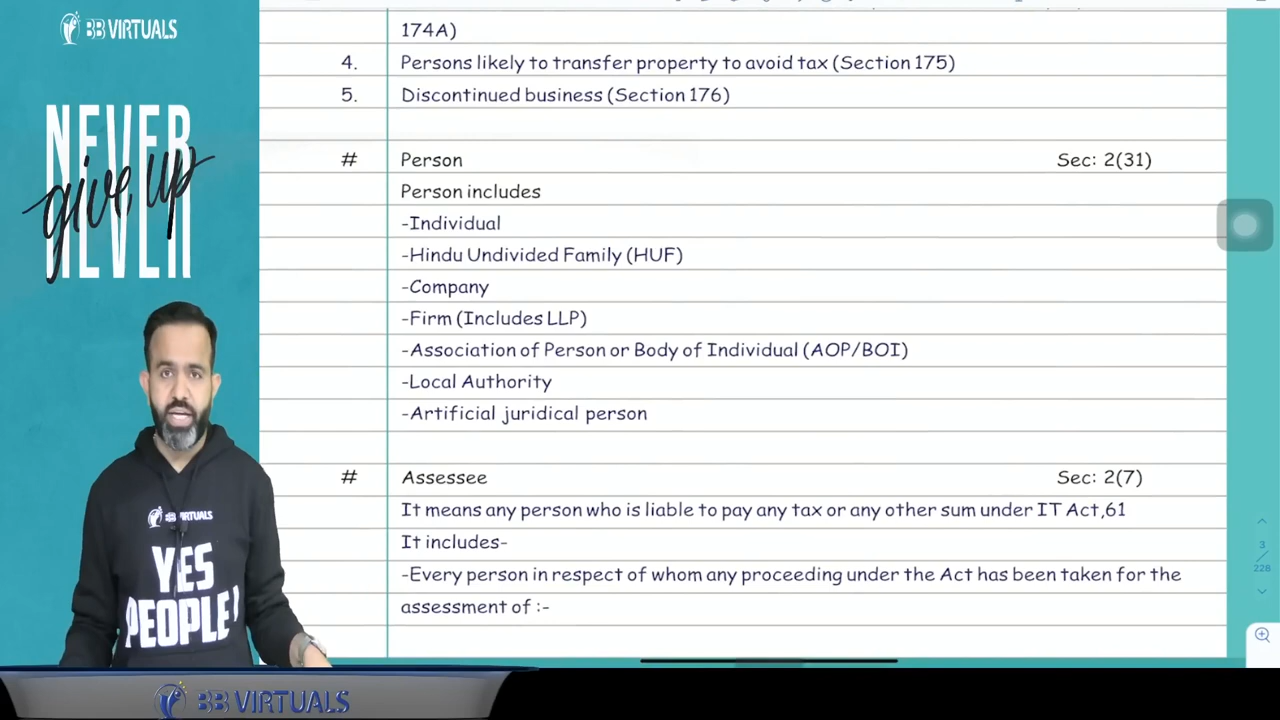 BB VIRTUALS
NEVER
give up
NEVER
174A)
4. Persons likely to transfer property to avoid tax (Section 175)
5. Discontinued business (Section 176)
# Person Sec: 2(31)
Person includes
-Individual
-Hindu Undivided Family (HUF)
-Company
-Firm (Includes LLP)
-Association of Person or Body of Individual (AOP/BOI)
-Local Authority
-Artificial juridical person
# Assessee Sec: 2(7)
It means any person who is liable to pay any tax or any other sum under IT Act,61
It includes-
-Every person in respect of whom any proceeding under the Act has been taken for the
assessment of :-
3
/
228
BB VIRTUALS
YES
PEOPLE!
BB VIRTUALS